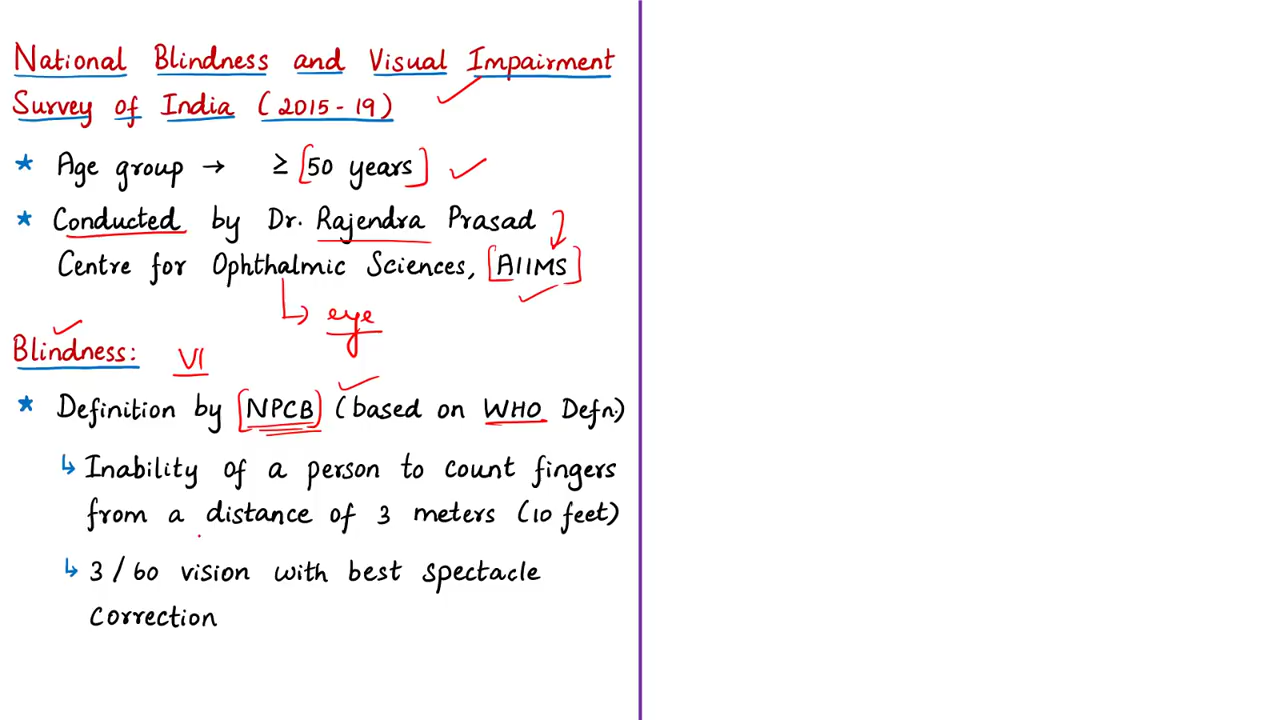 National Blindness and Visual Impairment
Survey of India (2015-19)
* Age group → ≥ [50 years]
* Conducted by Dr. Rajendra Prasad
Centre for Ophthalmic Sciences, [AIIMS]
eye
Blindness: VI
* Definition by [NPCB] (based on WHO Defn.)
↳ Inability of a person to count fingers
from a distance of 3 meters (10 feet)
↳ 3/60 vision with best spectacle
correction